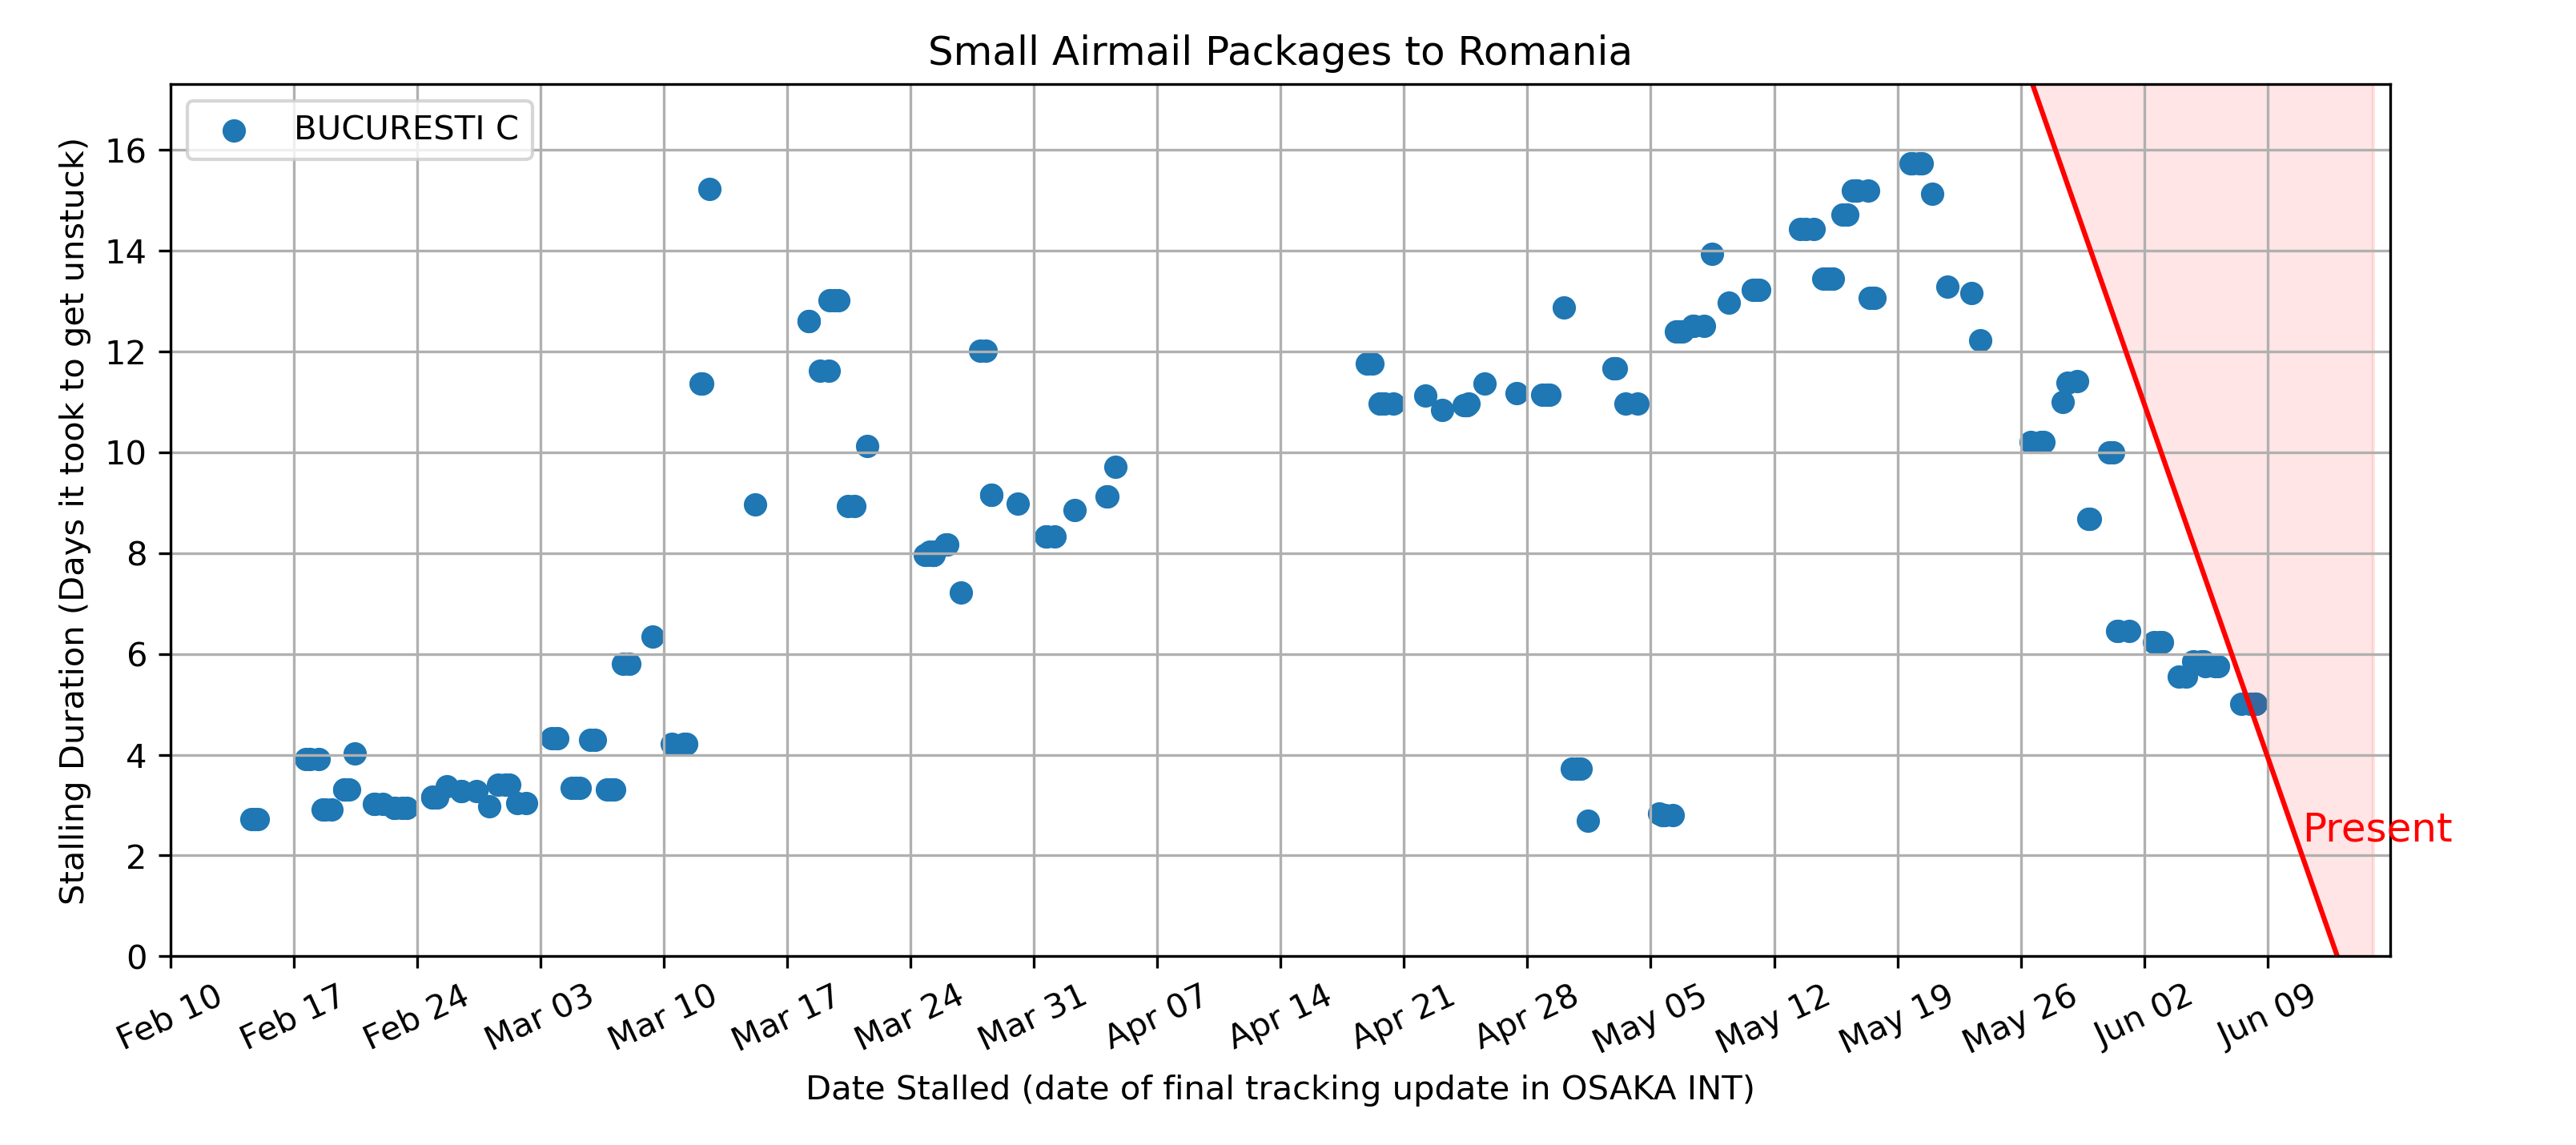 Small Airmail Packages to Romania
BUCURESTI C
Stalling Duration (Days it took to get unstuck)
16
14
12
10
8
6
4
2
0
Present
Feb 10
Feb 17
Feb 24
Mar 03
Mar 10
Mar 17
Mar 24
Mar 31
Apr 07
Apr 14
Apr 21
Apr 28
May 05
May 12
May 19
May 26
Jun 02
Jun 09
Date Stalled (date of final tracking update in OSAKA INT)